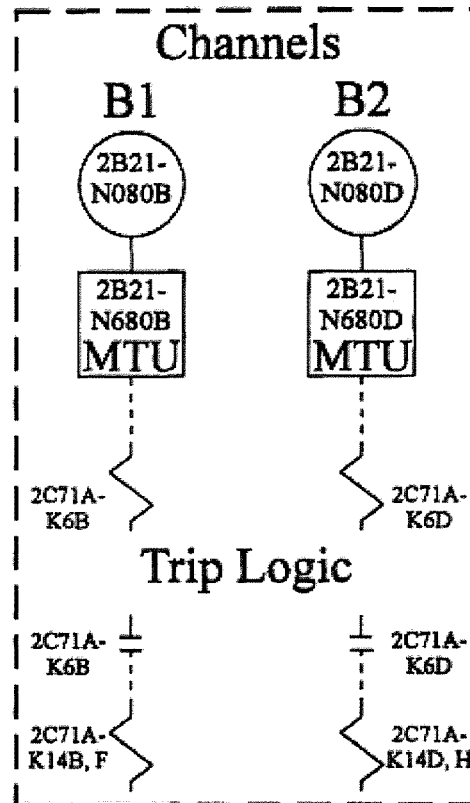 Channels
B1 B2
2B21-
N080B
2B21-
N080D
2B21-
N680B
MTU
2B21-
N680D
MTU
2C71A-
K6B
2C71A-
K6D
Trip Logic
2C71A-
K6B
2C71A-
K6D
2C71A-
K14B, F
2C71A-
K14D, H